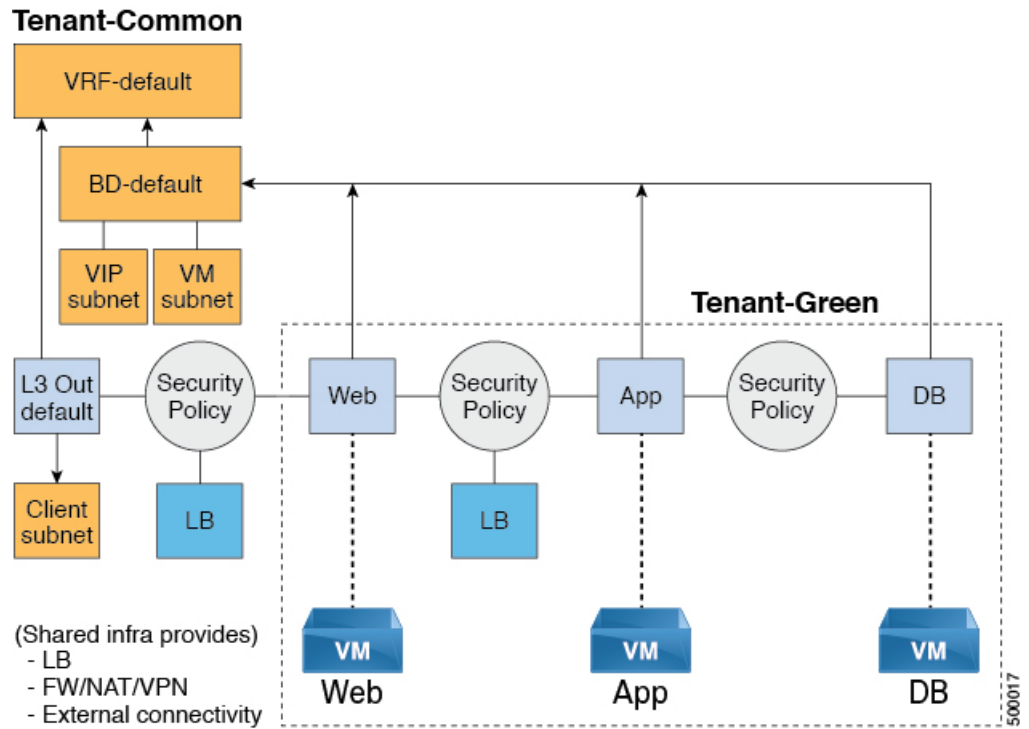 Tenant-Common
VRF-default
BD-default
VIP
subnet
VM
subnet
Tenant-Green
L3 Out
default
Security
Policy
Web
Security
Policy
App
Security
Policy
DB
Client
subnet
LB
LB
(Shared infra provides)
- LB
- FW/NAT/VPN
- External connectivity
VM
Web
VM
App
VM
DB
500017